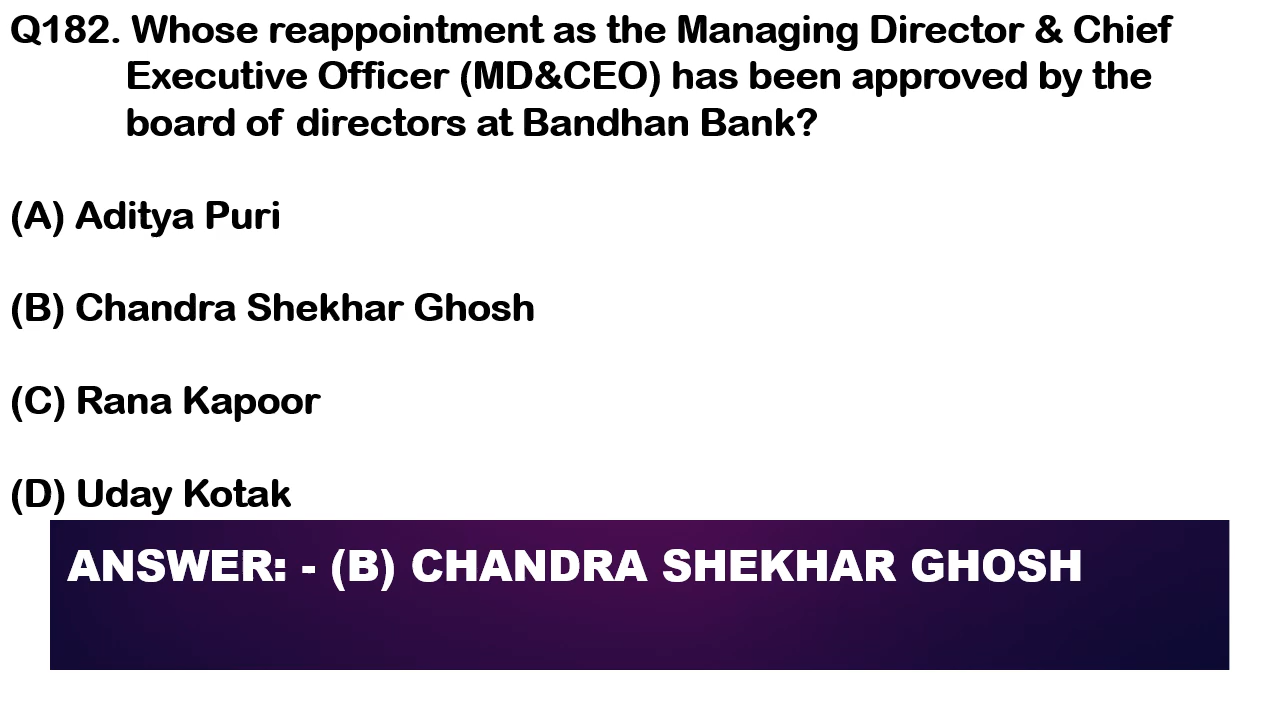 Q182. Whose reappointment as the Managing Director & Chief
Executive Officer (MD&CEO) has been approved by the
board of directors at Bandhan Bank?
(A) Aditya Puri
(B) Chandra Shekhar Ghosh
(C) Rana Kapoor
(D) Uday Kotak
ANSWER: - (B) CHANDRA SHEKHAR GHOSH